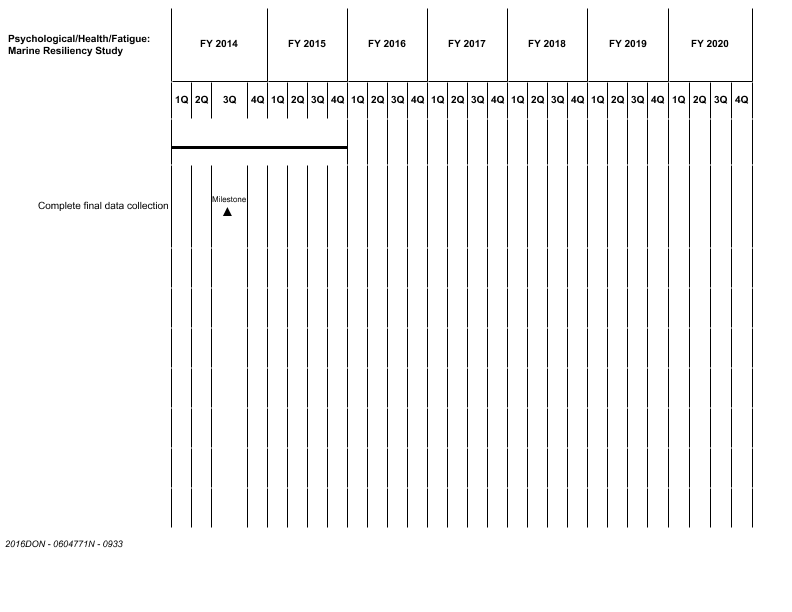 Psychological/Health/Fatigue:
Marine Resiliency Study
FY 2014 FY 2015 FY 2016 FY 2017 FY 2018 FY 2019 FY 2020
1Q 2Q 3Q 4Q 1Q 2Q 3Q 4Q 1Q 2Q 3Q 4Q 1Q 2Q 3Q 4Q 1Q 2Q 3Q 4Q 1Q 2Q 3Q 4Q 1Q 2Q 3Q 4Q
Milestone
Complete final data collection
2016DON - 0604771N - 0933